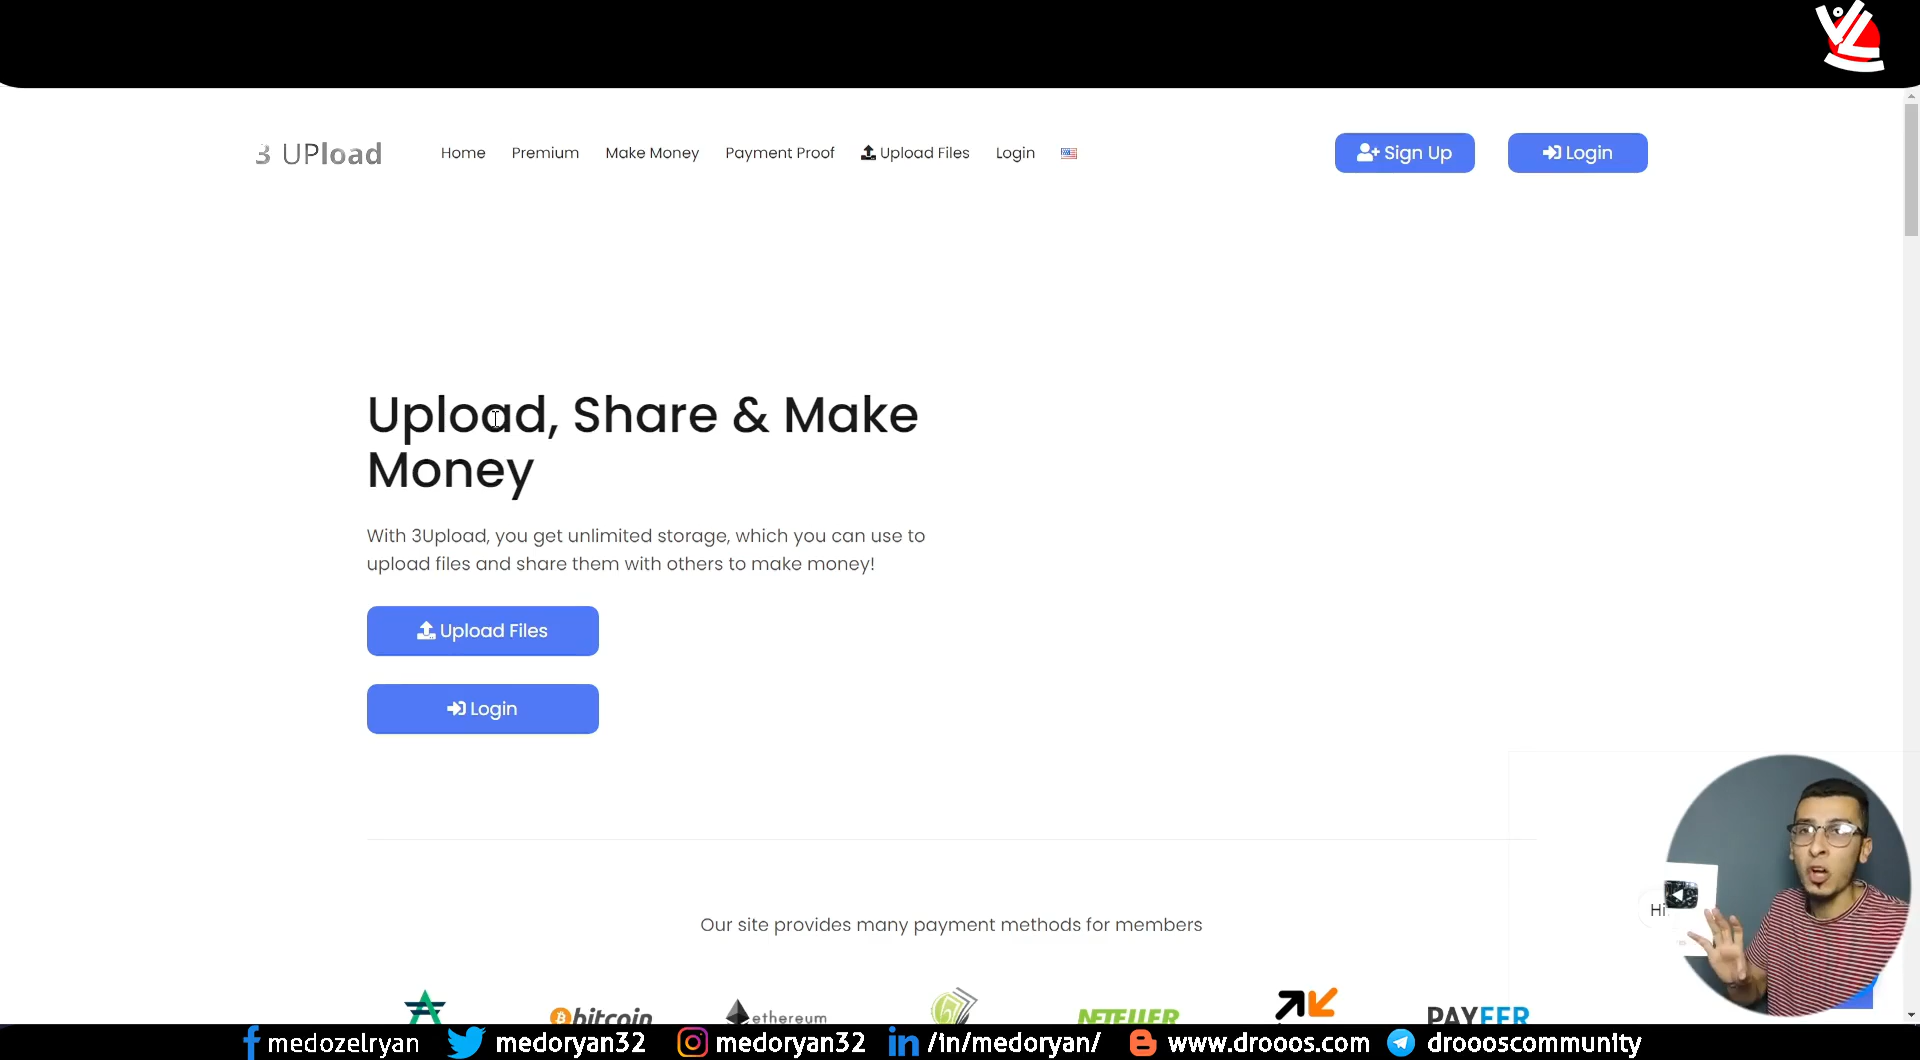 3 UPload
Home Premium Make Money Payment Proof Upload Files Login
Sign Up
Login
Upload, Share & Make
Money
With 3Upload, you get unlimited storage, which you can use to
upload files and share them with others to make money!
Upload Files
Login
Our site provides many payment methods for members
bitcoin
ethereum
NETELLER
PAYEER
Hi
medozelryan medoryan32 medoryan32 /in/medoryan/ www.drooos.com droooscommunity